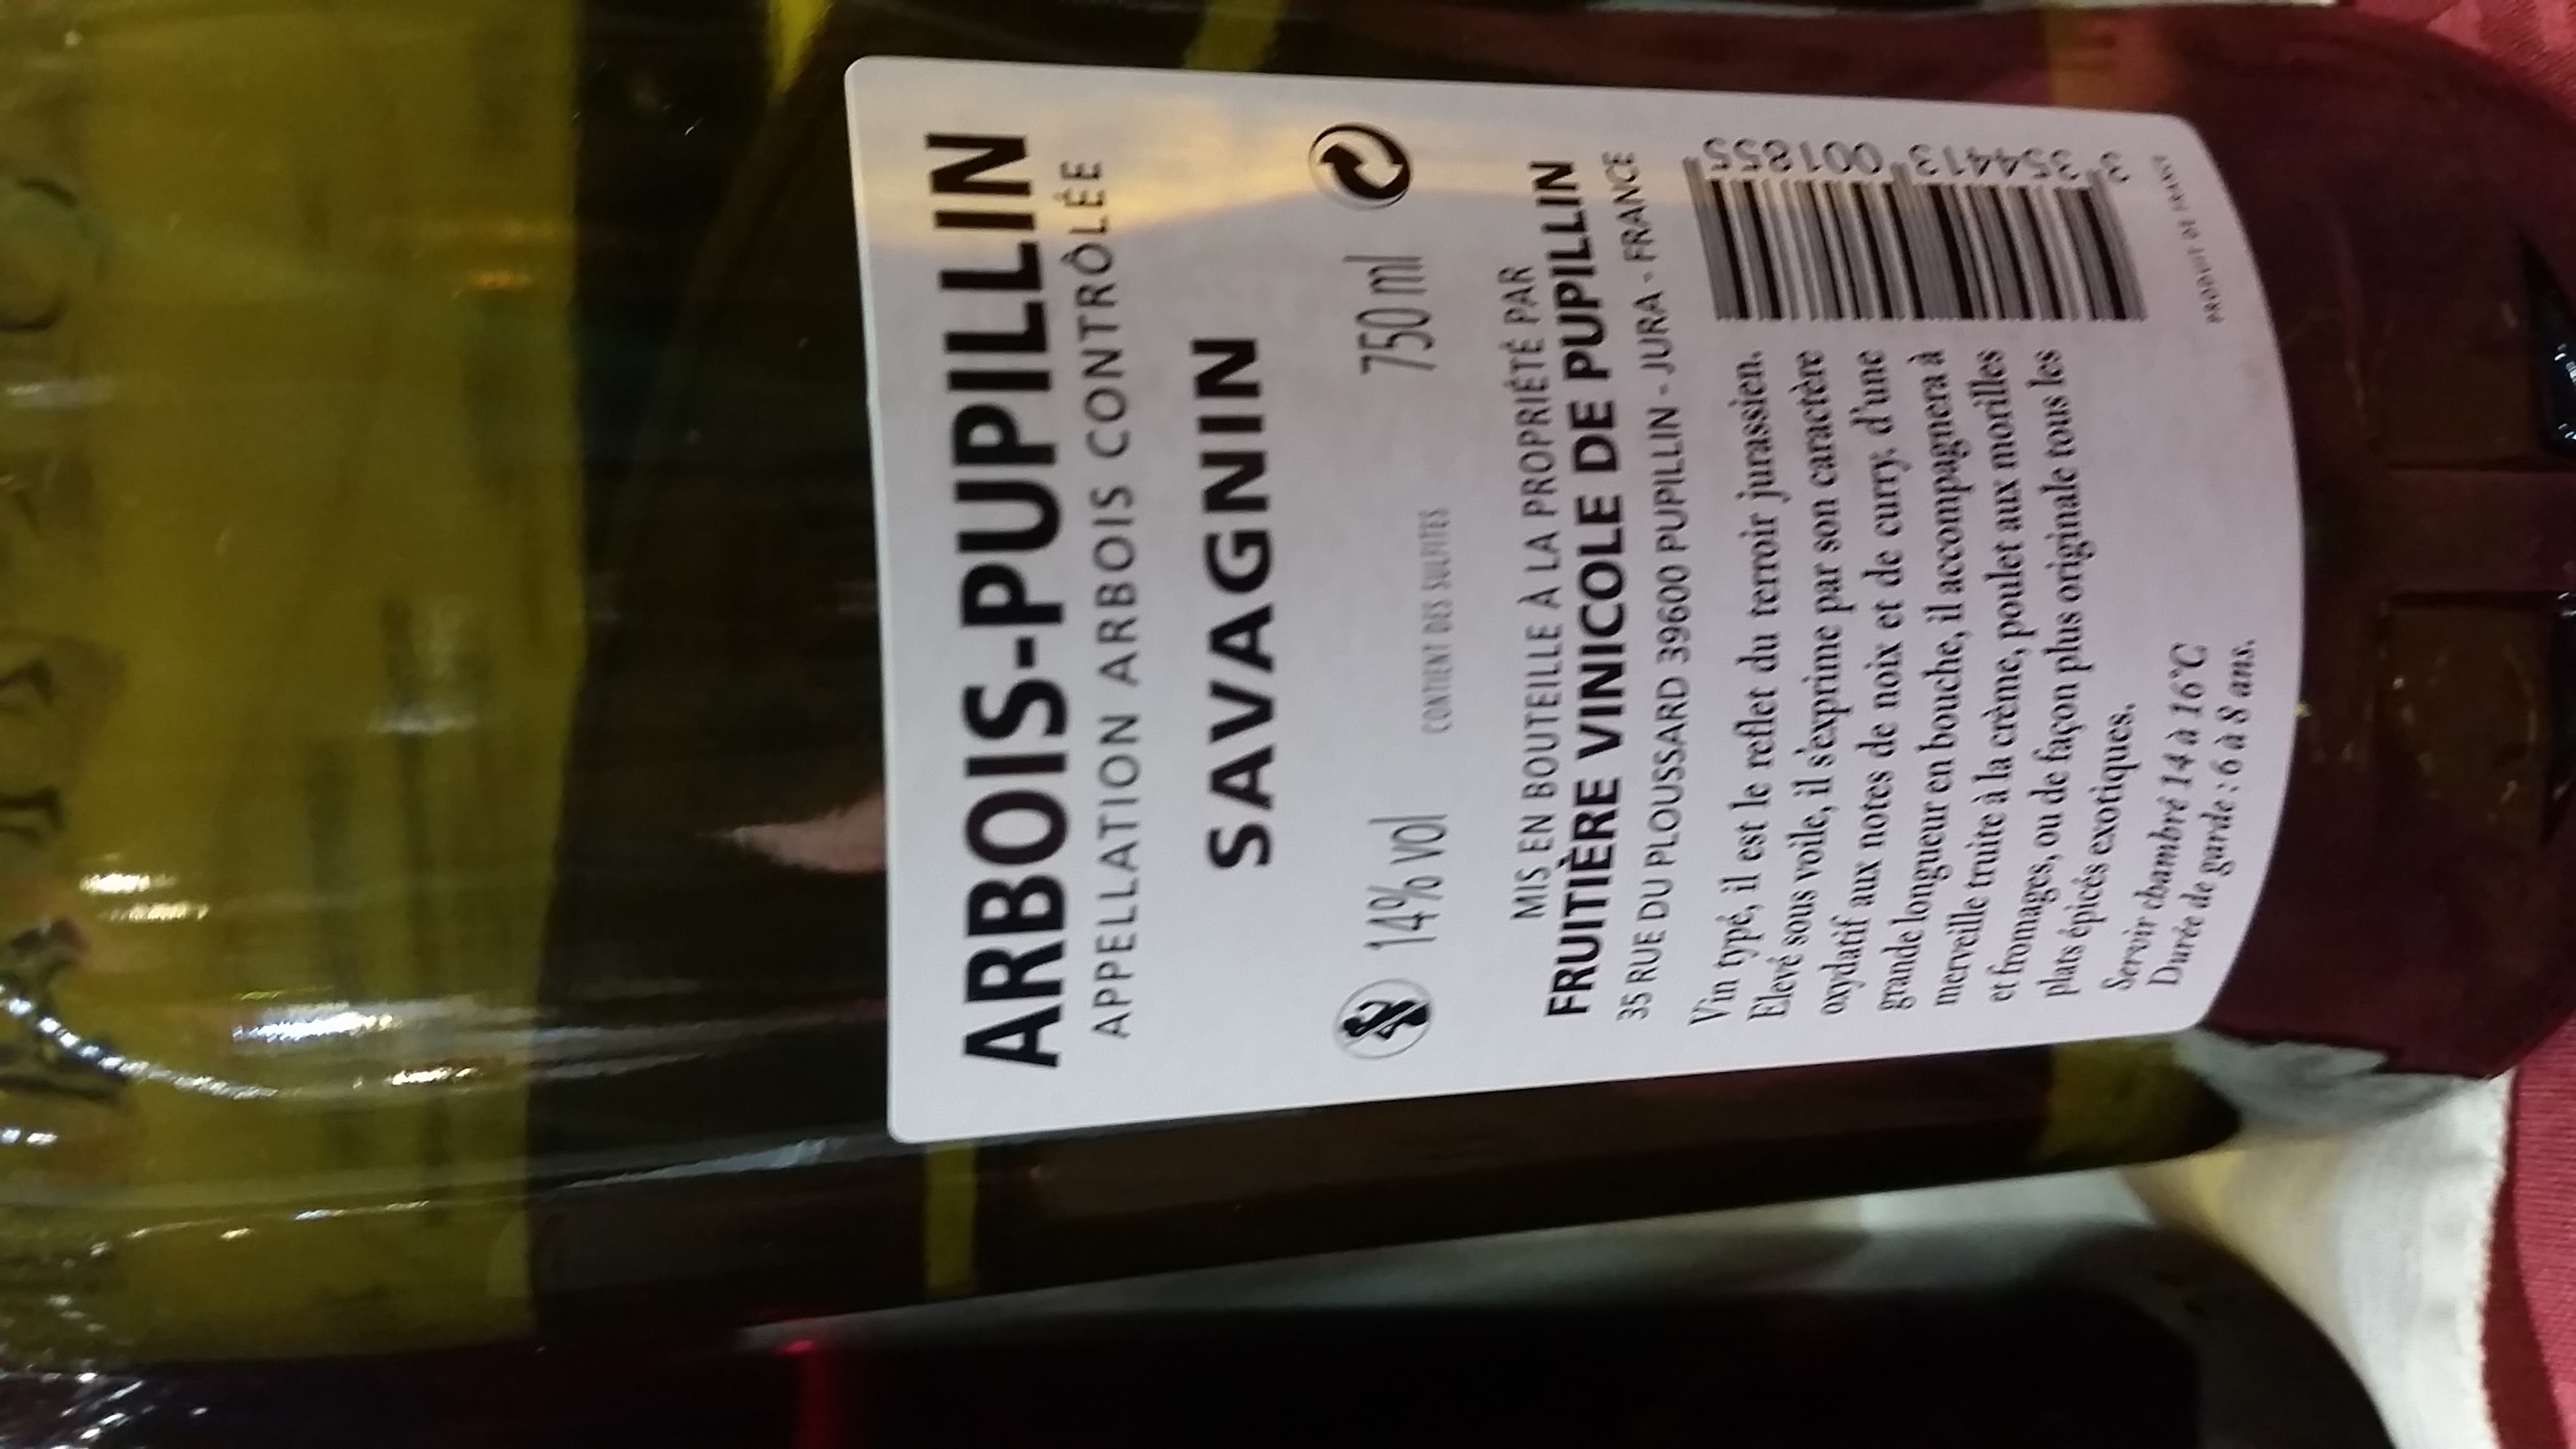 ARBOIS-PUPILLIN
APPELLATION ARBOIS CONTRÔLÉE
SAVAGNIN
14% vol
CONTIENT DES SULFITES
750 ml
MIS EN BOUTEILLE À LA PROPRIÉTÉ PAR
FRUITIÈRE VINICOLE DE PUPILLIN
35 RUE DU PLOUSSARD 39600 PUPILLIN - JURA - FRANCE
Vin typé, il est le reflet du terroir jurassien.
Elevé sous voile, il s'exprime par son caractère
oxydatif aux notes de noix et de curry. d'une
grande longueur en bouche, il accompagnera à
merveille truite à la crème, poulet aux morilles
et fromages, ou de façon plus originale tous les
plats épicés exotiques.
Servir chambré 14 à 16°C
Durée de garde : 6 à 8 ans.
3 354413 001855
PRODUIT DE FRANCE